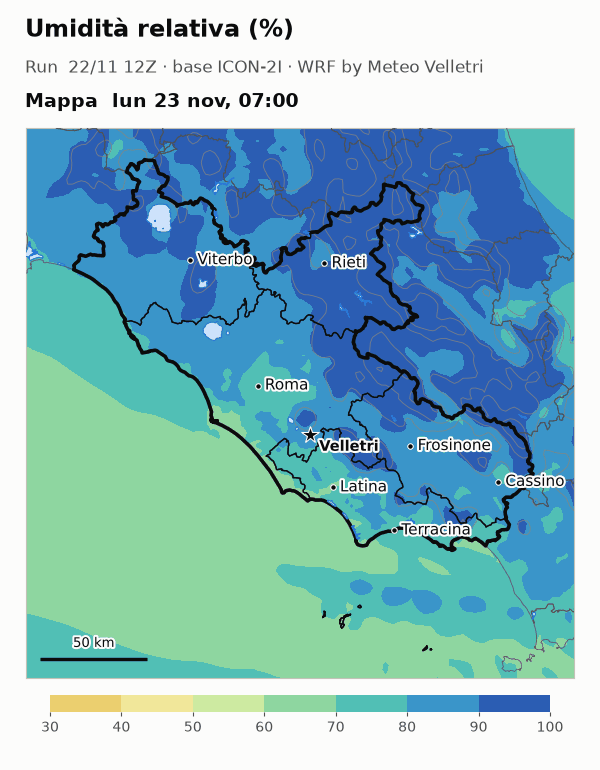 Umidità relativa (%)
Run  22/11 12Z · base ICON-2I · WRF by Meteo Velletri
Mappa  lun 23 nov, 07:00
Viterbo
Rieti
Roma
Velletri
Frosinone
Cassino
Latina
Terracina
50 km
30 40 50 60 70 80 90 100